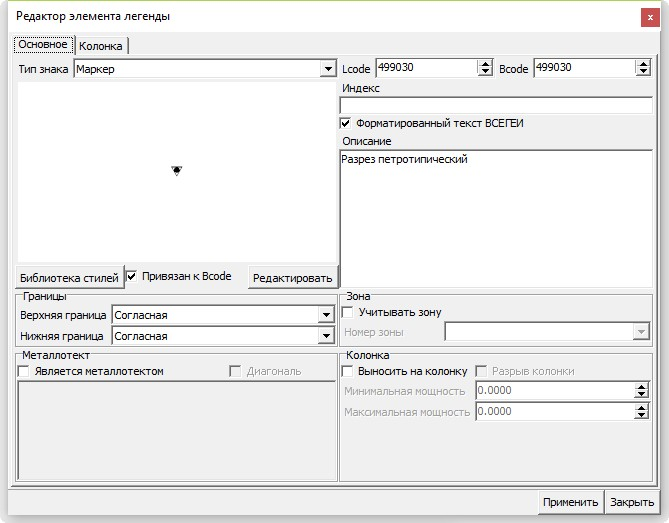 Редактор элемента легенды
x
Основное Колонка
Тип знака Маркер Lcode 499030 Bcode 499030
Индекс
Форматированный текст ВСЕГЕИ
Описание
Разрез петротипический
Библиотека стилей Привязан к Bcode Редактировать
Границы Зона
Верхняя граница Согласная Учитывать зону
Нижняя граница Согласная Номер зоны
Металлотект Колонка
Является металлотектом Диагональ Выносить на колонку Разрыв колонки
Минимальная мощность 0.0000
Максимальная мощность 0.0000
Применить Закрыть